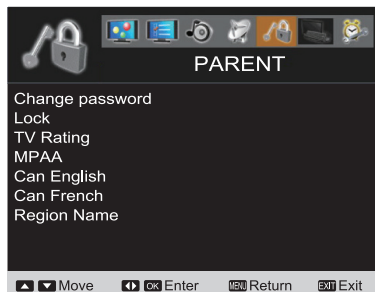 PARENT
Change password
Lock
TV Rating
MPAA
Can English
Can French
Region Name
Move OK Enter MENU Return EXIT Exit